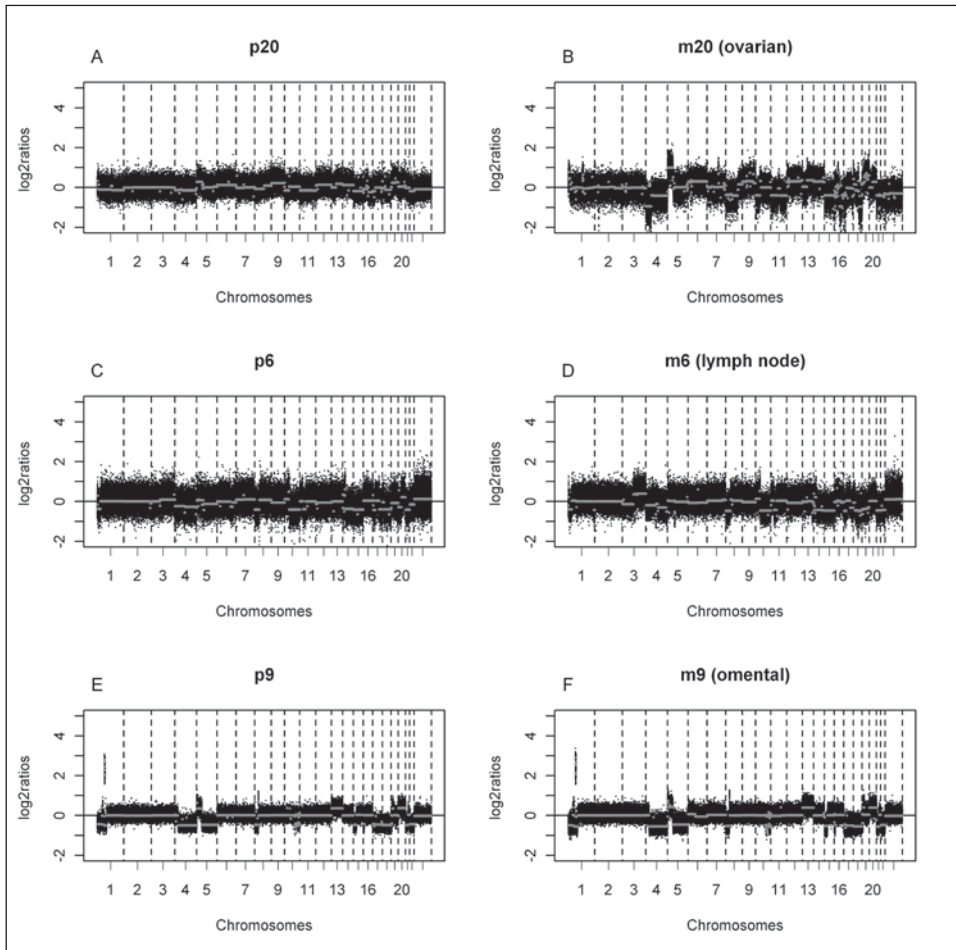 A
p20
log2ratios
4
2
0
-2
1 2 3 4 5 7 9 11 13 16 20
Chromosomes
B
m20 (ovarian)
log2ratios
4
2
0
-2
1 2 3 4 5 7 9 11 13 16 20
Chromosomes
C
p6
log2ratios
4
2
0
-2
1 2 3 4 5 7 9 11 13 16 20
Chromosomes
D
m6 (lymph node)
log2ratios
4
2
0
-2
1 2 3 4 5 7 9 11 13 16 20
Chromosomes
E
p9
log2ratios
4
2
0
-2
1 2 3 4 5 7 9 11 13 16 20
Chromosomes
F
m9 (omental)
log2ratios
4
2
0
-2
1 2 3 4 5 7 9 11 13 16 20
Chromosomes